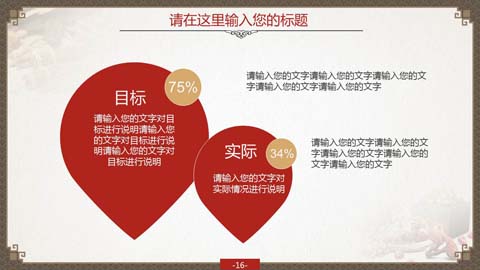 请在这里输入您的标题
75%
目标
请输入您的文字对目
标进行说明请输入您
的文字对目标进行说
明请输入您的文字对
目标进行说明
请输入您的文字请输入您的文字请输入您的文
字请输入您的文字请输入您的文字
实际
34%
请输入您的文字对
实际情况进行说明
请输入您的文字请输入您的文
字请输入您的文字请输入您的
文字请输入您的文字
-16-